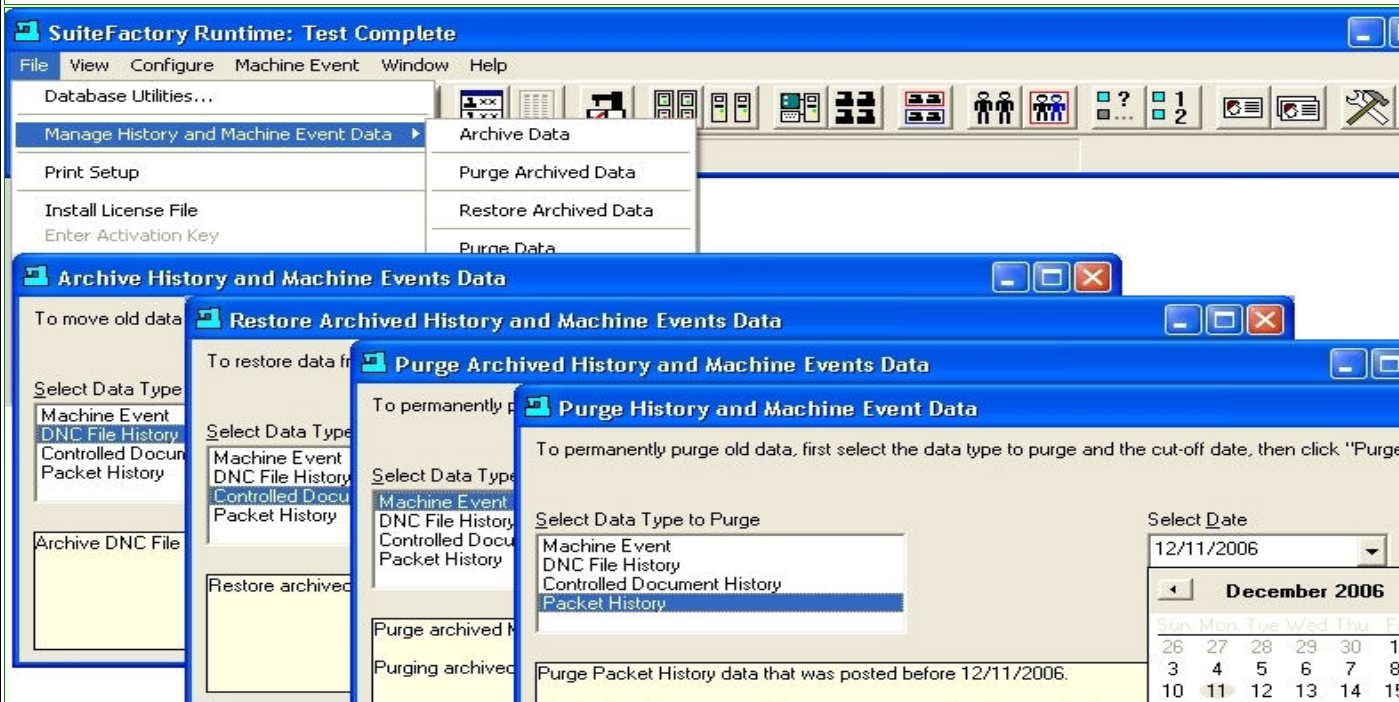 SuiteFactory Runtime: Test Complete
File View Configure Machine Event Window Help
Database Utilities...
Manage History and Machine Event Data
Archive Data
Print Setup
Purge Archived Data
Install License File
Restore Archived Data
Enter Activation Key
Purge Data
Archive History and Machine Events Data
To move old data
Select Data Type
Machine Event
DNC File History
Controlled Docum
Packet History
Archive DNC File
Restore Archived History and Machine Events Data
To restore data fr
Select Data Type
Machine Event
DNC File History
Controlled Docu
Packet History
Restore archived
Purge Archived History and Machine Events Data
To permanently p
Select Data Type
Machine Event
DNC File History
Controlled Docu
Packet History
Purge archived M
Purging archived
Purge History and Machine Event Data
To permanently purge old data, first select the data type to purge and the cut-off date, then click "Purge
Select Data Type to Purge
Machine Event
DNC File History
Controlled Document History
Packet History
Purge Packet History data that was posted before 12/11/2006.
Select Date
12/11/2006
December 2006
Sun Mon Tue Wed Thu F
26 27 28 29 30 1
3 4 5 6 7 8
10 11 12 13 14 15